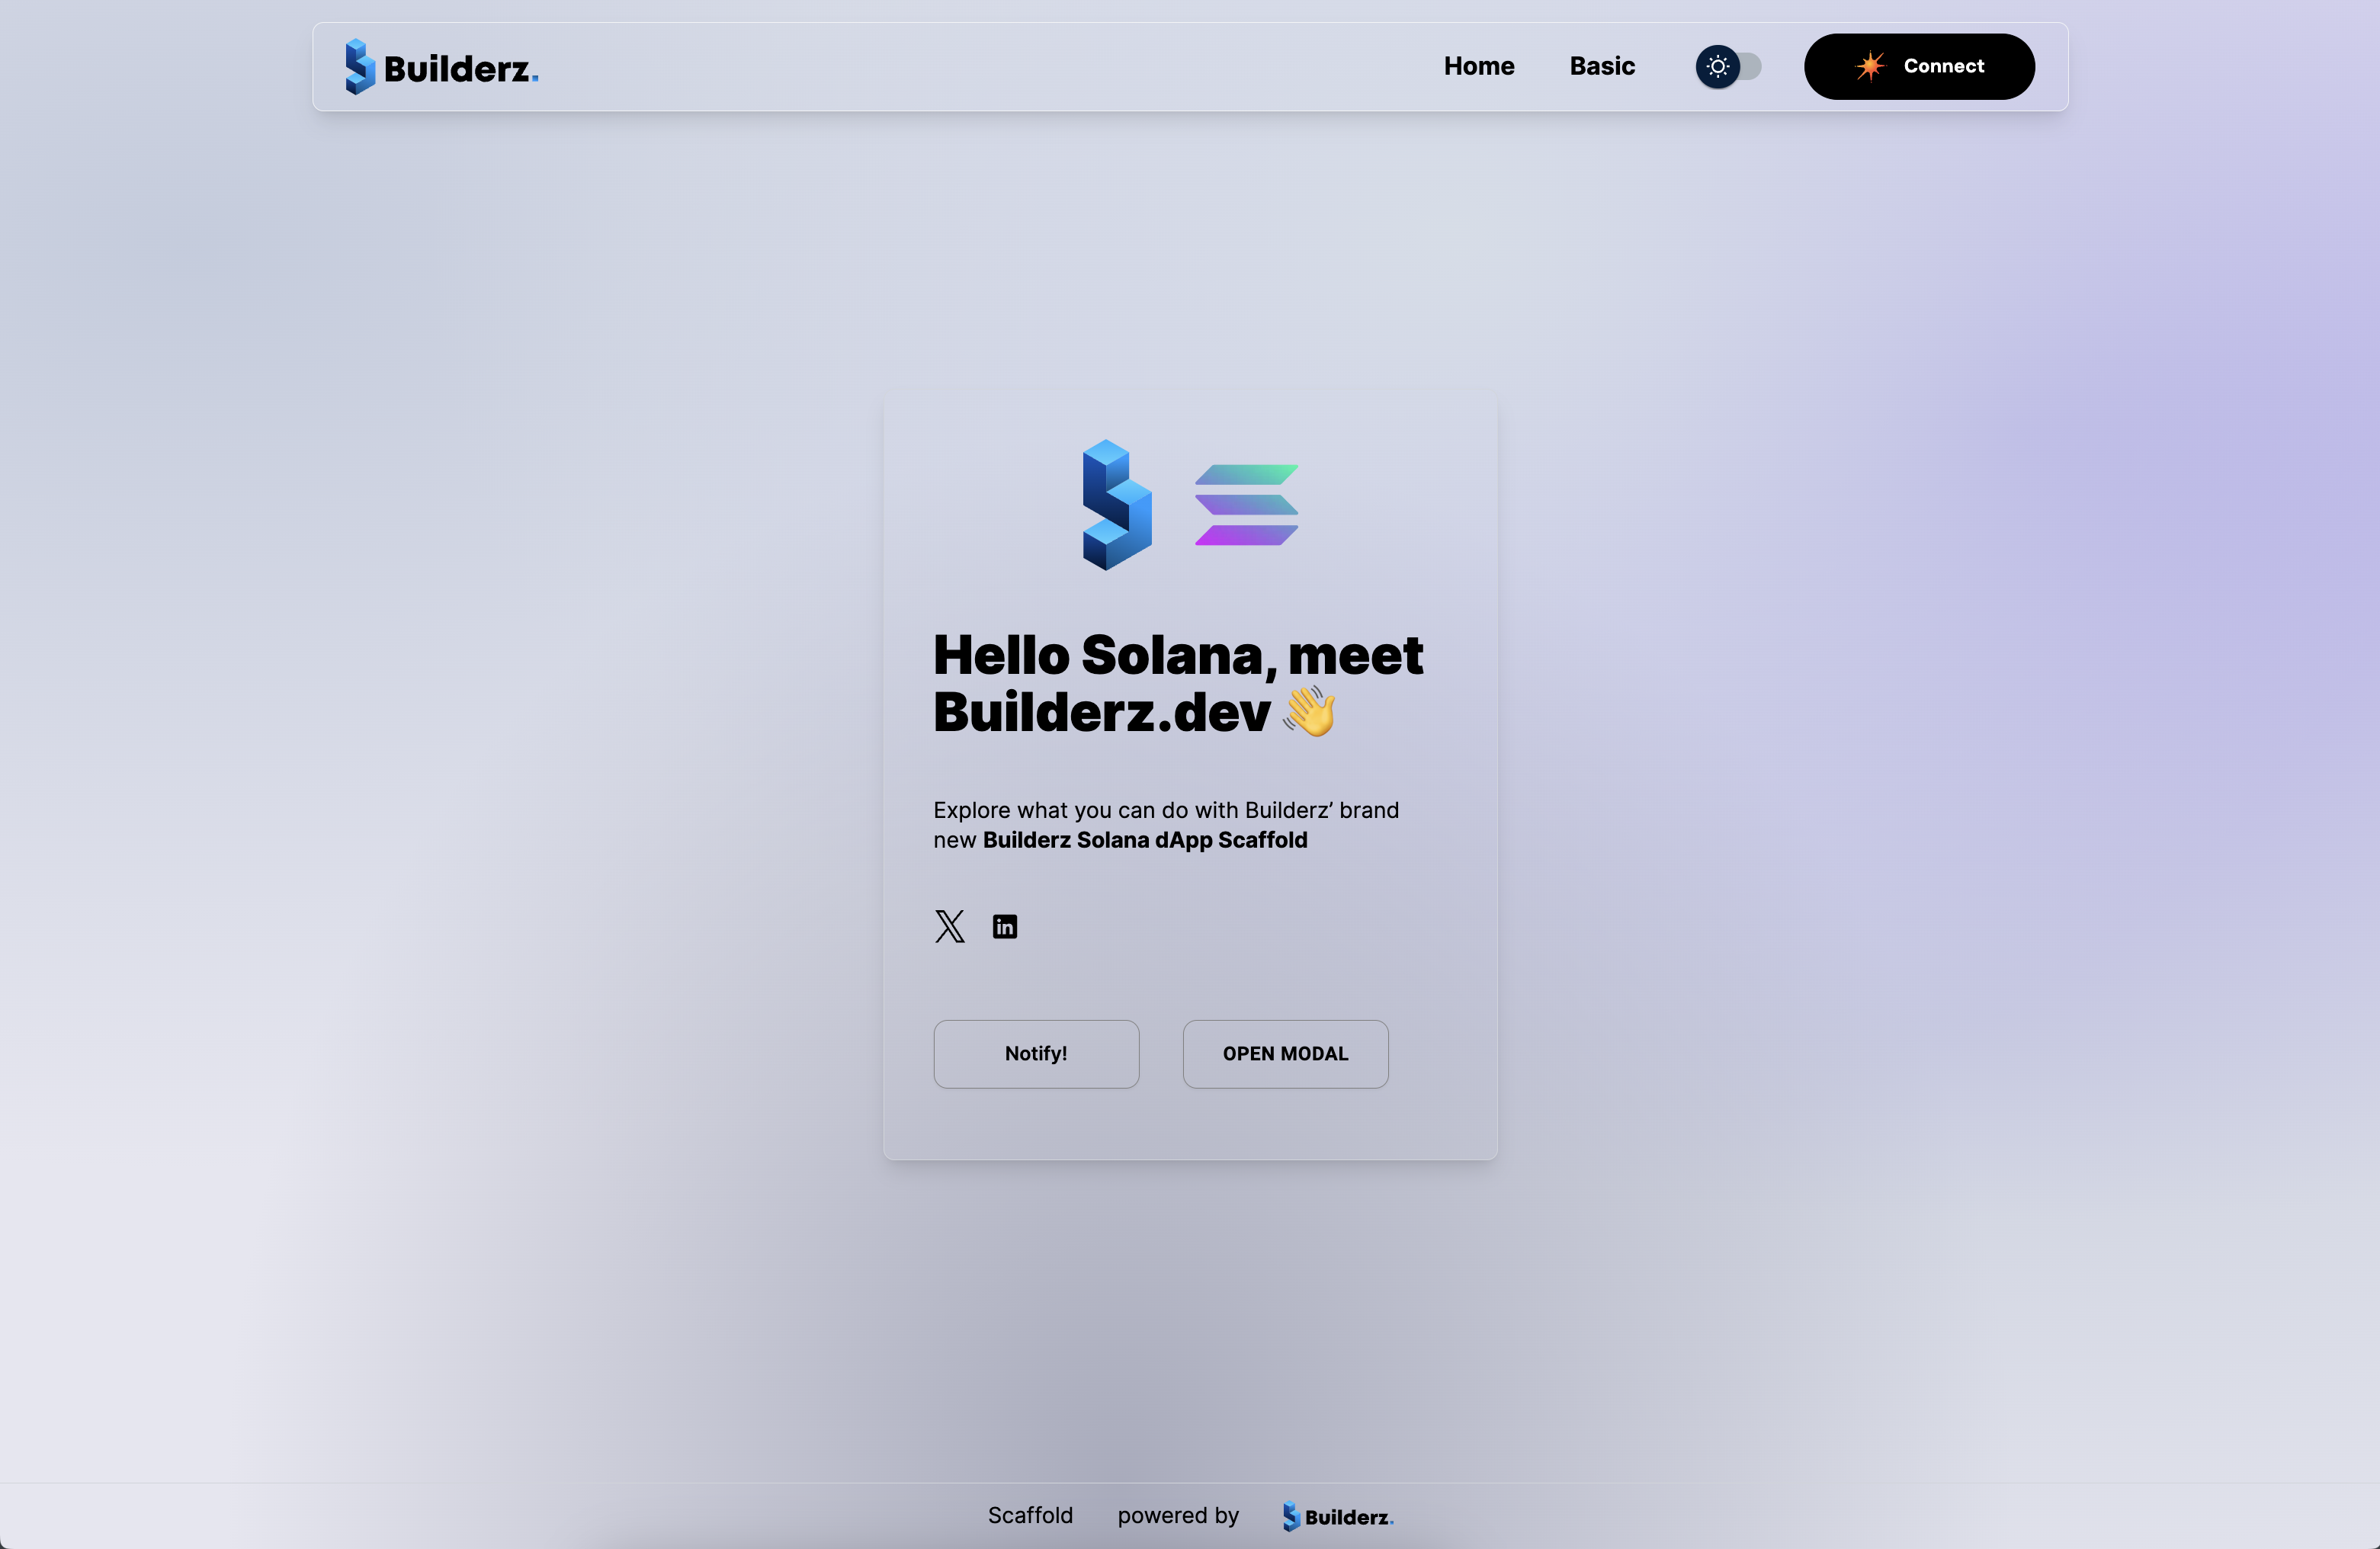 Builderz.
Home
Basic
Connect
Hello Solana, meet
Builderz.dev 👋
Explore what you can do with Builderz’ brand
new Builderz Solana dApp Scaffold
in
Notify!
OPEN MODAL
Scaffold
powered by
Builderz.